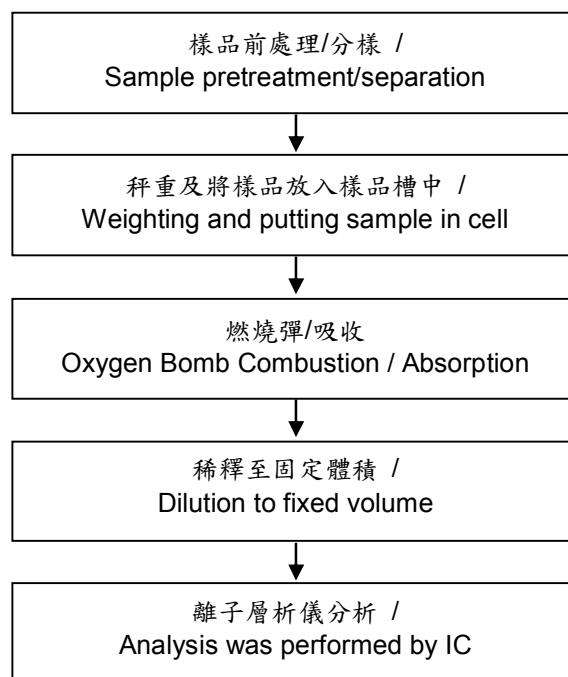 樣品前處理/分樣 /
Sample pretreatment/separation
秤重及將樣品放入樣品槽中 /
Weighting and putting sample in cell
燃燒彈/吸收
Oxygen Bomb Combustion / Absorption
稀釋至固定體積 /
Dilution to fixed volume
離子層析儀分析 /
Analysis was performed by IC